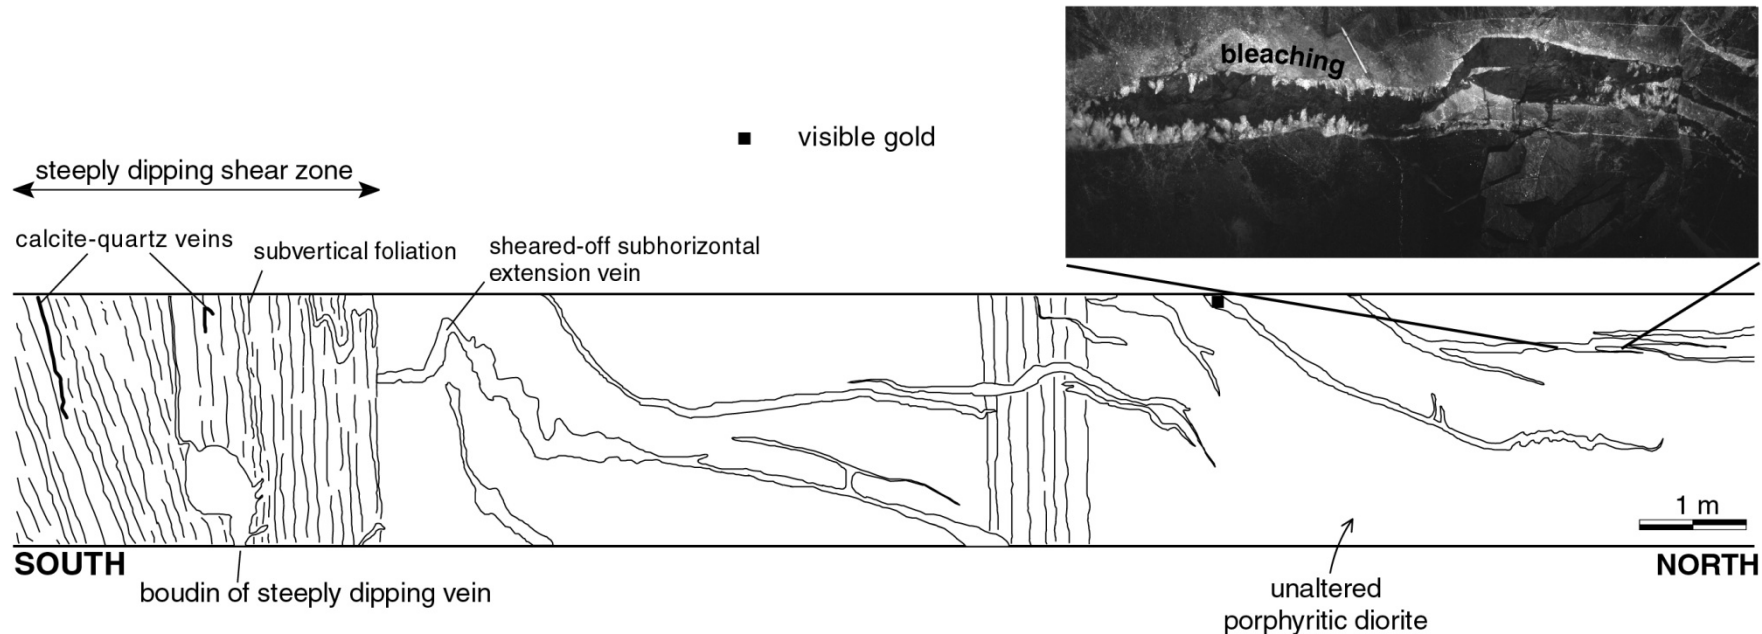 bleaching
visible gold
steeply dipping shear zone
calcite-quartz veins
subvertical foliation
sheared-off subhorizontal
extension vein
1 m
SOUTH
NORTH
boudin of steeply dipping vein
unaltered
porphyritic diorite